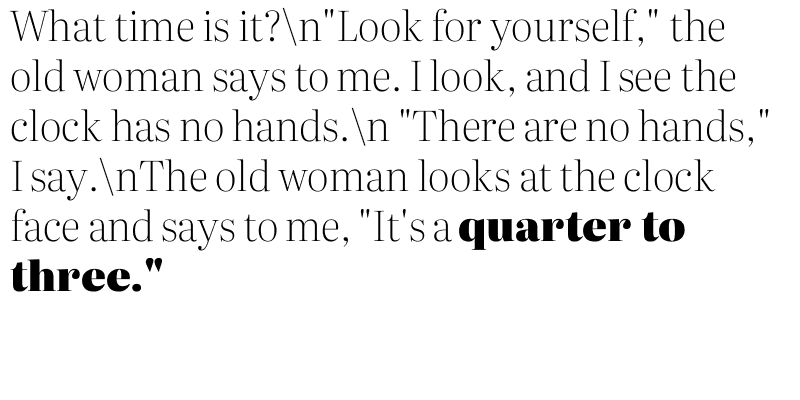 What time is it?\n"Look for yourself," the
old woman says to me. I look, and I see the
clock has no hands.\n "There are no hands,"
I say.\nThe old woman looks at the clock
face and says to me, "It's a quarter to
three."